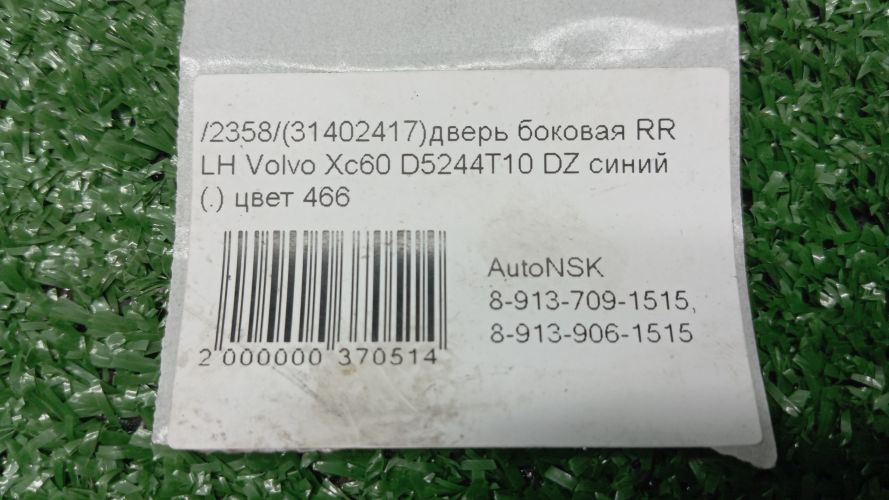 /2358/(31402417)дверь боковая RR
LH Volvo Xc60 D5244T10 DZ синий
(.) цвет 466
AutoNSK
8-913-709-1515,
8-913-906-1515
2 000000 370514